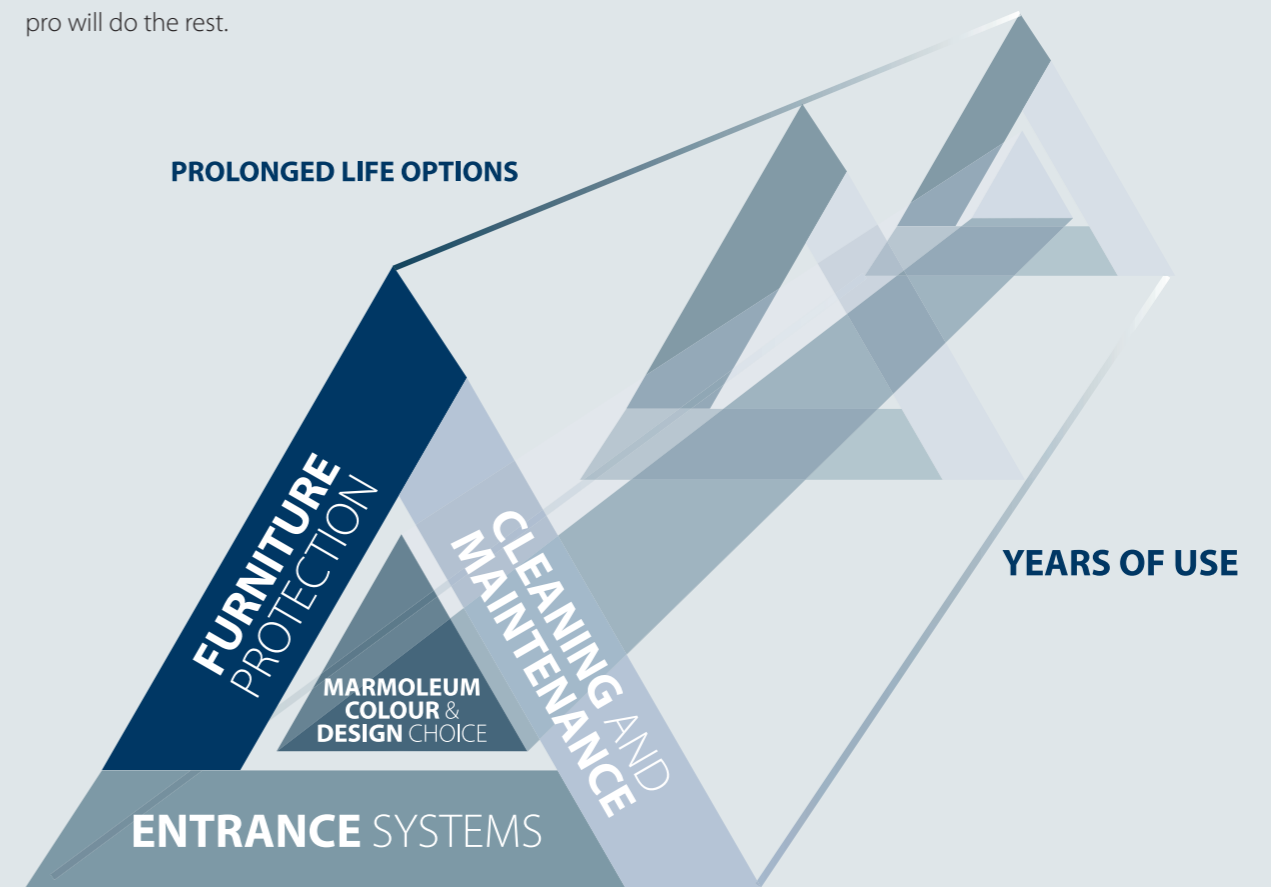 pro will do the rest.
PROLONGED LIFE OPTIONS
FURNITURE
PROTECTION
CLEANING AND
MAINTENANCE
MARMOLEUM
COLOUR &
DESIGN CHOICE
YEARS OF USE
ENTRANCE SYSTEMS